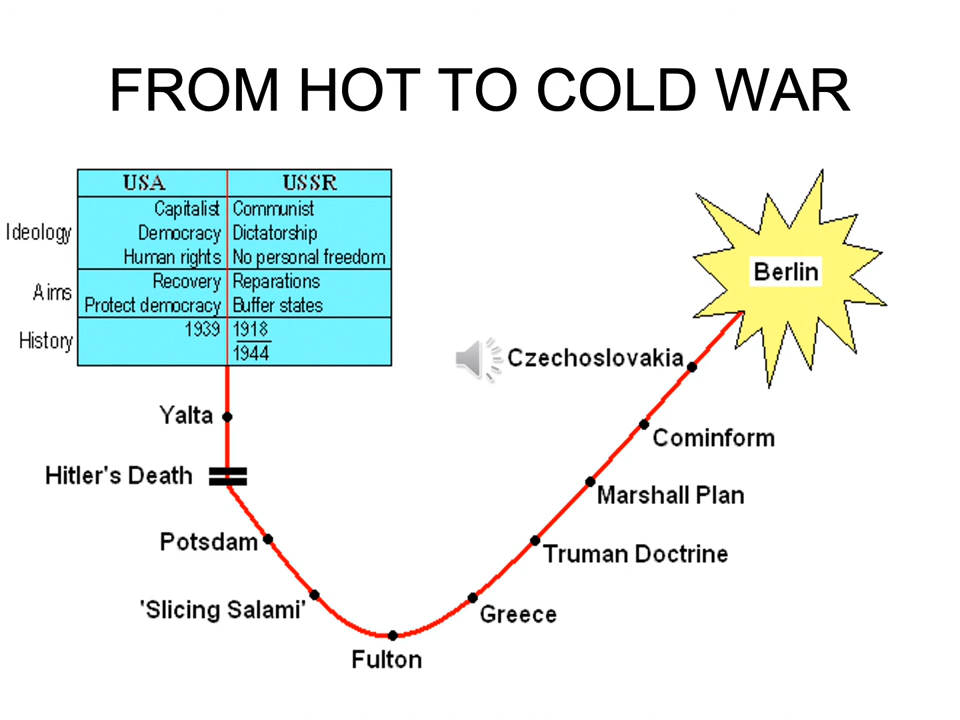 FROM HOT TO COLD WAR
USA USSR
Ideology
Capitalist Communist
Democracy Dictatorship
Human rights No personal freedom
Aims
Recovery Reparations
Protect democracy Buffer states
History
1939 1918
1944
Yalta
Hitler's Death
Potsdam
'Slicing Salami'
Fulton
Greece
Truman Doctrine
Marshall Plan
Cominform
Czechoslovakia
Berlin